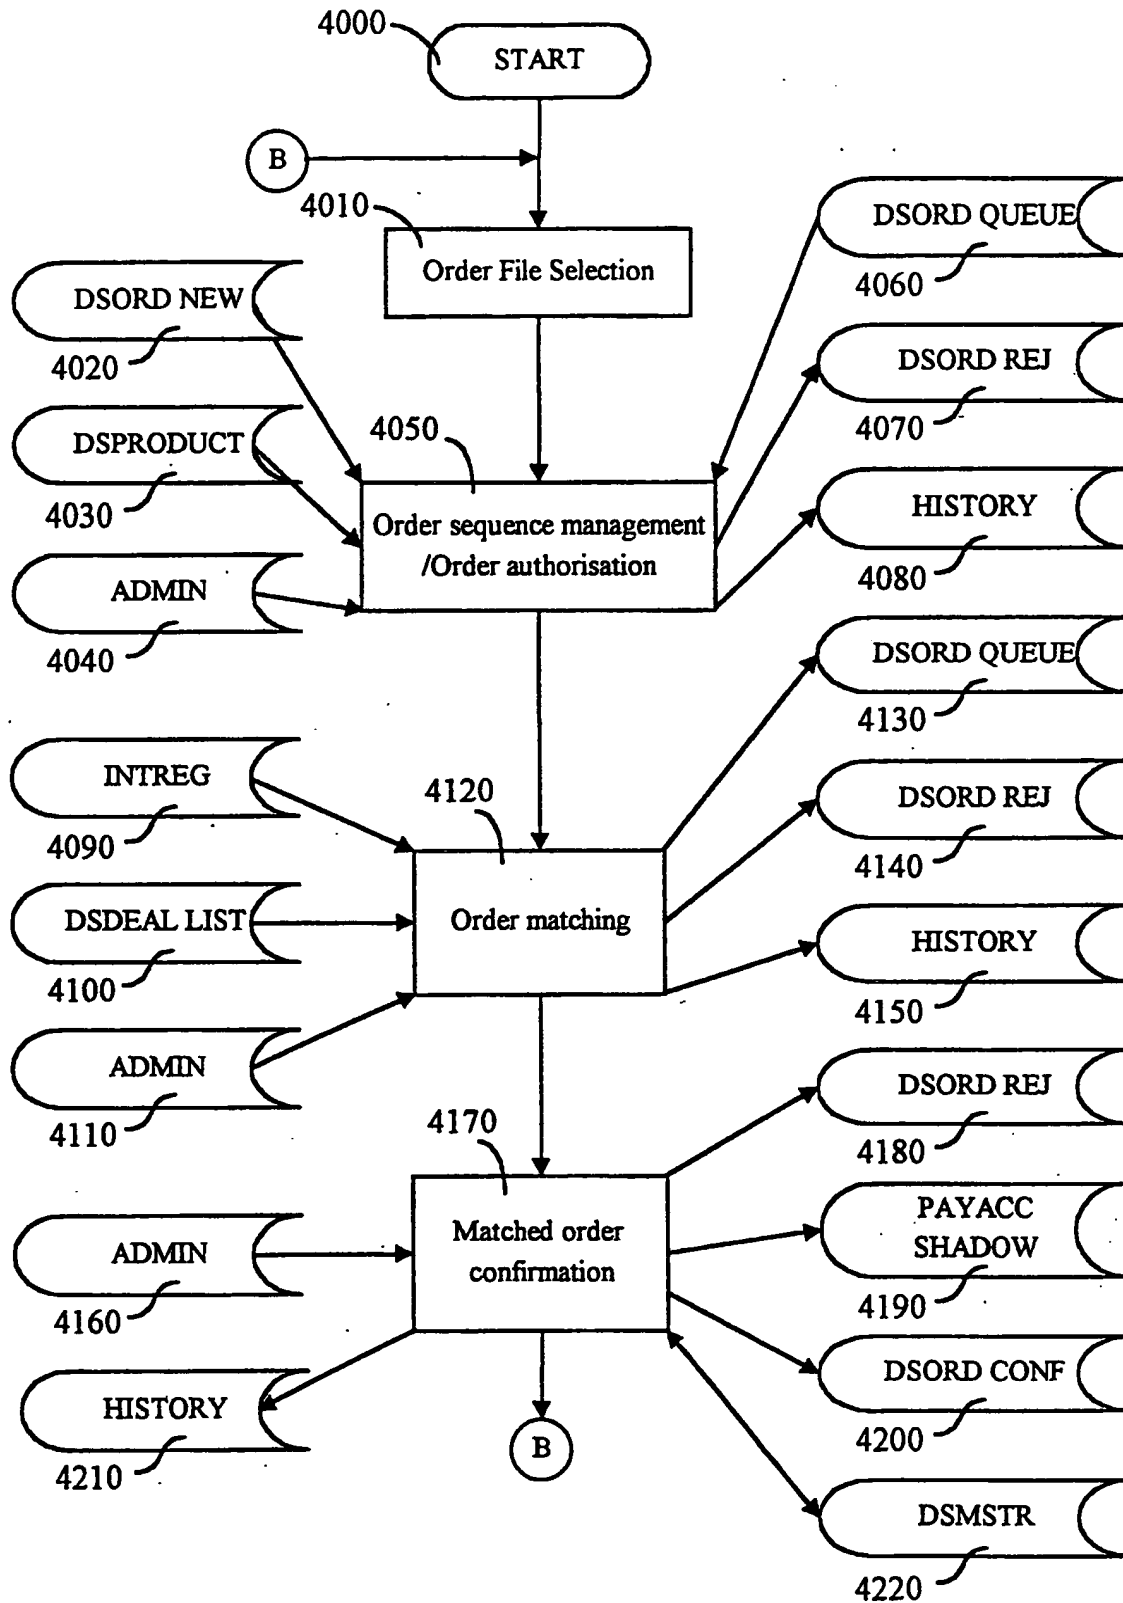 4000
START
B
4010
Order File Selection
DSORD QUEUE
4060
DSORD NEW
4020
DSORD REJ
4070
DSPRODUCT
4030
4050
Order sequence management
/Order authorisation
HISTORY
4080
ADMIN
4040
DSORD QUEUE
4130
INTREG
4090
4120
DSORD REJ
4140
DSDEAL LIST
4100
Order matching
HISTORY
4150
ADMIN
4110
DSORD REJ
4180
4170
Matched order
confirmation
PAYACC
SHADOW
4190
ADMIN
4160
DSORD CONF
4200
HISTORY
4210
B
DSMSTR
4220